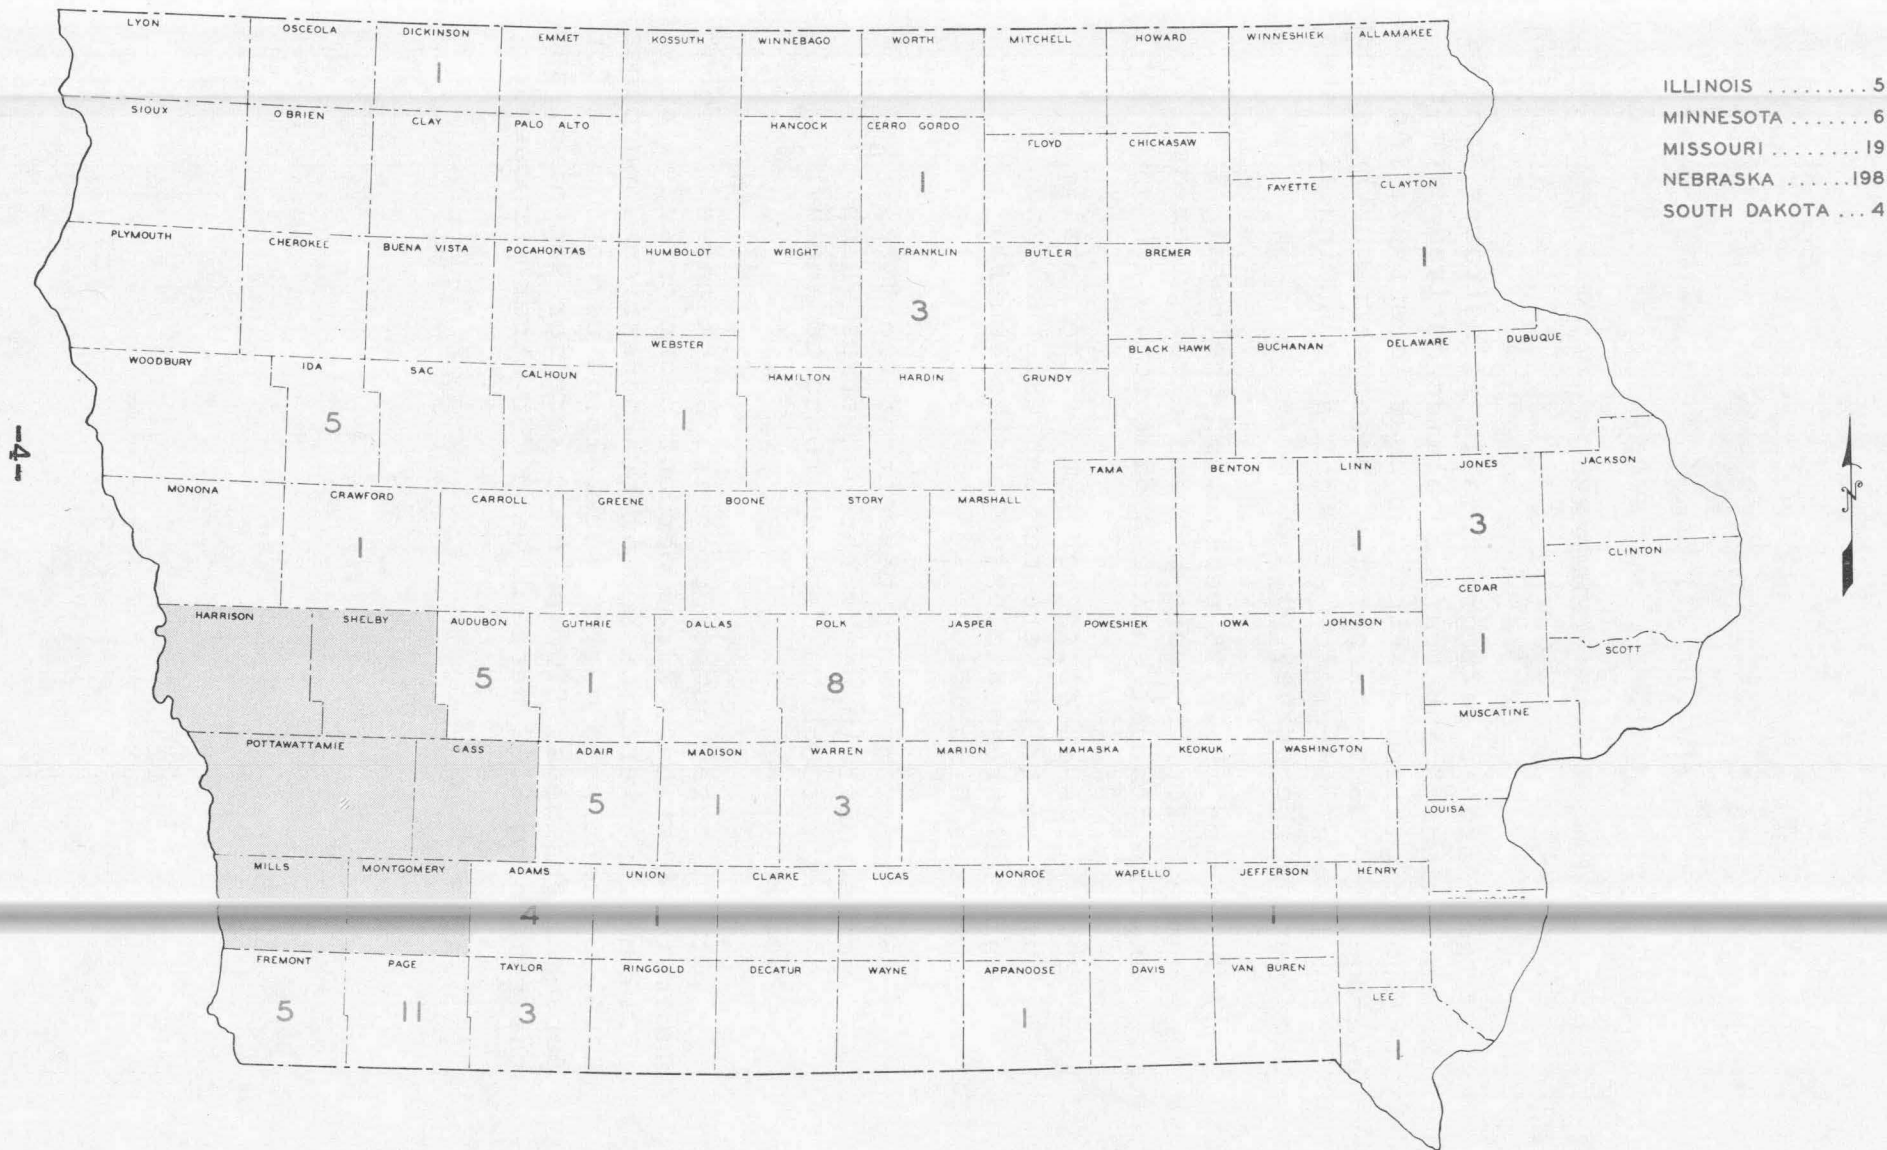 LYON OSCEOLA DICKINSON EMMET KOSSUTH WINNEBAGO WORTH MITCHELL HOWARD WINNESHIEK ALLAMAKEE
1
ILLINOIS ......... 5
MINNESOTA ....... 6
MISSOURI ........ 19
NEBRASKA ...... 198
SOUTH DAKOTA ... 4
SIOUX O BRIEN CLAY PALO ALTO HANCOCK CERRO GORDO FLOYD CHICKASAW
1
FAYETTE CLAYTON
1
PLYMOUTH CHEROKEE BUENA VISTA POCAHONTAS HUMBOLDT WRIGHT FRANKLIN BUTLER BREMER
3
WEBSTER BLACK HAWK BUCHANAN DELAWARE DUBUQUE
WOODBURY IDA SAC CALHOUN HAMILTON HARDIN GRUNDY
5 1
-4-
N
TAMA BENTON LINN JONES JACKSON
MONONA CRAWFORD CARROLL GREENE BOONE STORY MARSHALL
1 1 1 3
CLINTON
CEDAR
HARRISON SHELBY AUDUBON GUTHRIE DALLAS POLK JASPER POWESHIEK IOWA JOHNSON
1
SCOTT
5 1 8 1
MUSCATINE
POTTAWATTAMIE CASS ADAIR MADISON WARREN MARION MAHASKA KEOKUK WASHINGTON
5 1 3
LOUISA
MILLS MONTGOMERY ADAMS UNION CLARKE LUCAS MONROE WAPELLO JEFFERSON HENRY
4 1 1
FREMONT PAGE TAYLOR RINGGOLD DECATUR WAYNE APPANOOSE DAVIS VAN BUREN
LEE
5 11 3 1
1